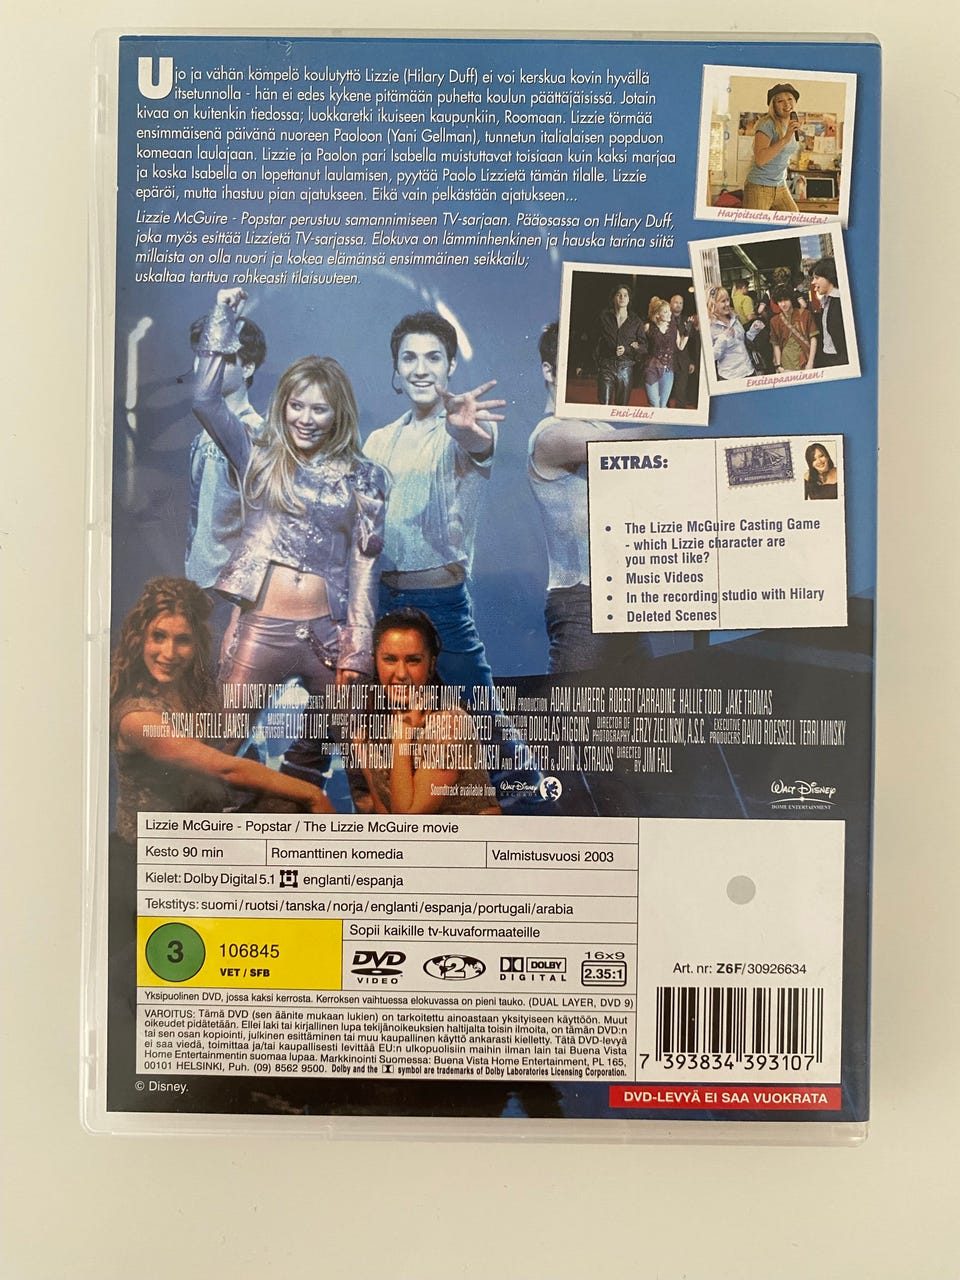 Ujo ja vähän kömpelö koulutyttö Lizzie (Hilary Duff) ei voi kerskua kovin hyvällä
itsetunnolla - hän ei edes kykene pitämään puhetta koulun päättäjäisissä. Jotain
kivaa on kuitenkin tiedossa; luokkaretki ikuiseen kaupunkiin, Roomaan. Lizzie törmää
ensimmäisenä päivänä nuoreen Paoloon (Yani Gellman), tunnetun italialaisen popduon
komeaan laulajaan. Lizzie ja Paolon pari Isabella muistuttavat toisiaan kuin kaksi marjaa
ja koska Isabella on lopettanut laulamisen, pyytää Paolo Lizzietä tämän tilalle. Lizzie
epäröi, mutta ihastuu pian ajatukseen. Eikä vain pelkästään ajatukseen...
Lizzie McGuire - Popstar perustuu samannimiseen TV-sarjaan. Pääosassa on Hilary Duff,
joka myös esittää Lizzietä TV-sarjassa. Elokuva on lämminhenkinen ja hauska tarina siitä
millaista on olla nuori ja kokea elämänsä ensimmäinen seikkailu;
uskaltaa tarttua rohkeasti tilaisuuteen.
Harjoitusta, harjoitusta!
Ensitapaaminen!
Ensi-ilta!
EXTRAS:
• The Lizzie McGuire Casting Game
- which Lizzie character are
you most like?
• Music Videos
• In the recording studio with Hilary
• Deleted Scenes
WALT DISNEY PICTURES PRESENTS HILARY DUFF "THE LIZZIE McGUIRE MOVIE" A STAN ROGOW PRODUCTION ADAM LAMBERG ROBERT CARRADINE HALLIE TODD JAKE THOMAS
CO-PRODUCER SUSAN ESTELLE JANSEN MUSIC SUPERVISOR ELLIOT LURIE MUSIC BY CLIFF EIDELMAN EDITOR MARGIE GOODSPEED PRODUCTION DESIGNER DOUGLAS HIGGINS DIRECTOR OF PHOTOGRAPHY JERZY ZIELINSKI, A.S.C. EXECUTIVE PRODUCERS DAVID ROESSELL TERRI MINSKY
PRODUCED BY STAN ROGOW WRITTEN BY SUSAN ESTELLE JANSEN AND ED DECTER & JOHN J. STRAUSS DIRECTED BY JIM FALL
Soundtrack available from Walt Disney RECORDS
Walt Disney
HOME ENTERTAINMENT
Lizzie McGuire - Popstar / The Lizzie McGuire movie
Kesto 90 min Romanttinen komedia Valmistusvuosi 2003
Kielet: Dolby Digital 5.1 englanti/espanja
Tekstitys: suomi/ruotsi/tanska/norja/englanti/espanja/portugali/arabia
3 106845
VET / SFB
Sopii kaikille tv-kuvaformaateille
DVD VIDEO 2 DOLBY DIGITAL 16x9 2.35:1
Yksipuolinen DVD, jossa kaksi kerrosta. Kerroksen vaihtuessa elokuvassa on pieni tauko. (DUAL LAYER, DVD 9)
VAROITUS: Tämä DVD (sen äänite mukaan lukien) on tarkoitettu ainoastaan yksityiseen käyttöön. Muut
oikeudet pidätetään. Ellei laki tai kirjallinen lupa tekijänoikeuksien haltijalta toisin ilmoita, on tämän DVD:n
tai sen osan kopiointi, julkinen esittäminen tai muu kaupallinen käyttö ankarasti kielletty. Tätä DVD-levyä
ei saa viedä, toimittaa ja/tai kaupallisesti levittää EU:n ulkopuolisiin maihin ilman lain tai Buena Vista
Home Entertainmentin suomaa lupaa. Markkinointi Suomessa: Buena Vista Home Entertainment, PL 165,
00101 HELSINKI, Puh. (09) 8562 9500. Dolby and the symbol are trademarks of Dolby Laboratories Licensing Corporation.
Art. nr: Z6F/30926634
7 393834 393107
© Disney.
DVD-LEVYÄ EI SAA VUOKRATA